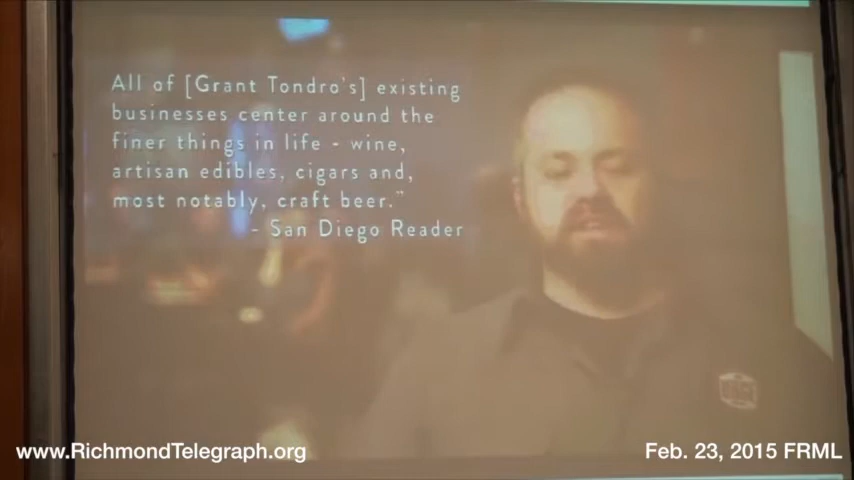 All of [Grant Tondro's] existing
businesses center around the
finer things in life - wine,
artisan edibles, cigars and,
most notably, craft beer."
- San Diego Reader
www.RichmondTelegraph.org
Feb. 23, 2015 FRML